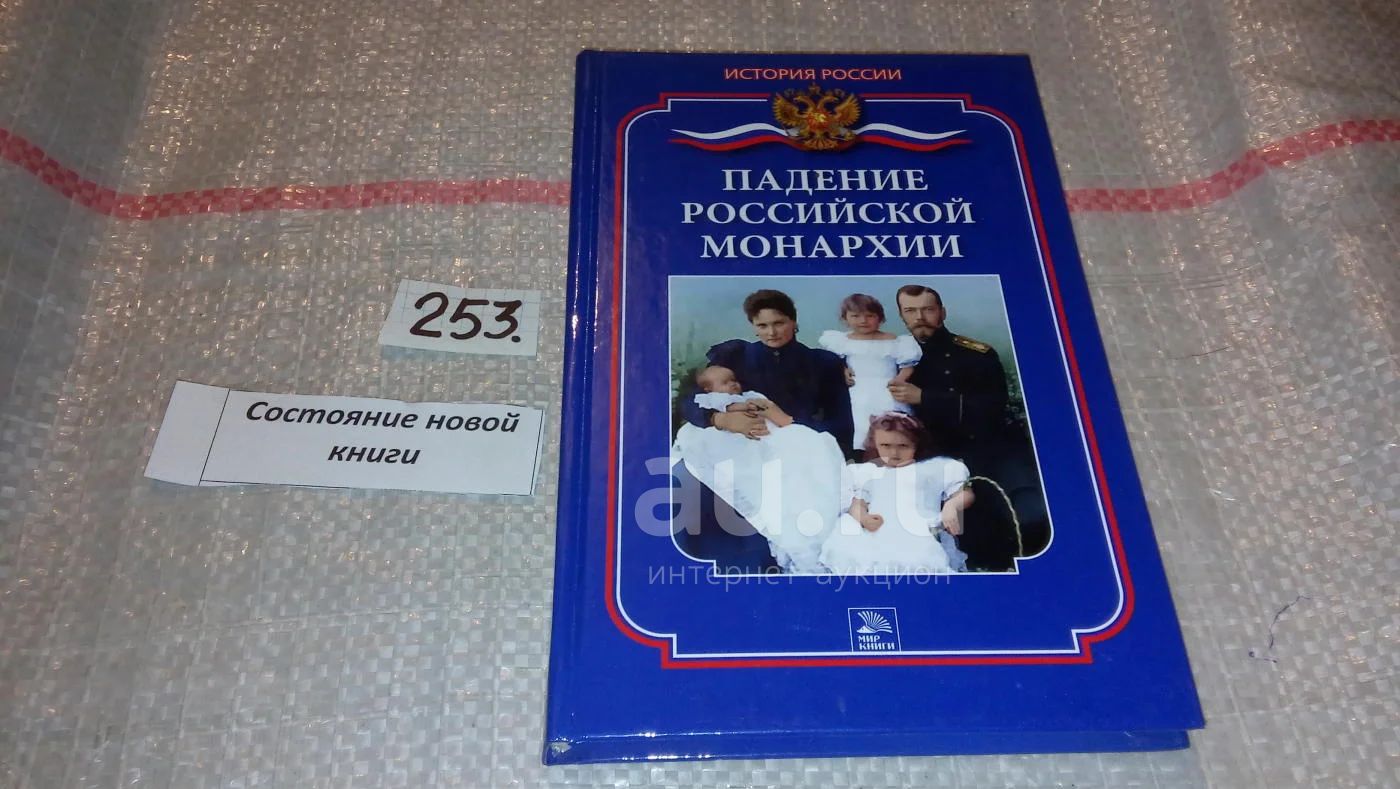 ИСТОРИЯ РОССИИ
ПАДЕНИЕ
РОССИЙСКОЙ
МОНАРХИИ
253.
Состояние новой
книги
au.ru
интернет-аукцион
МИР
КНИГИ